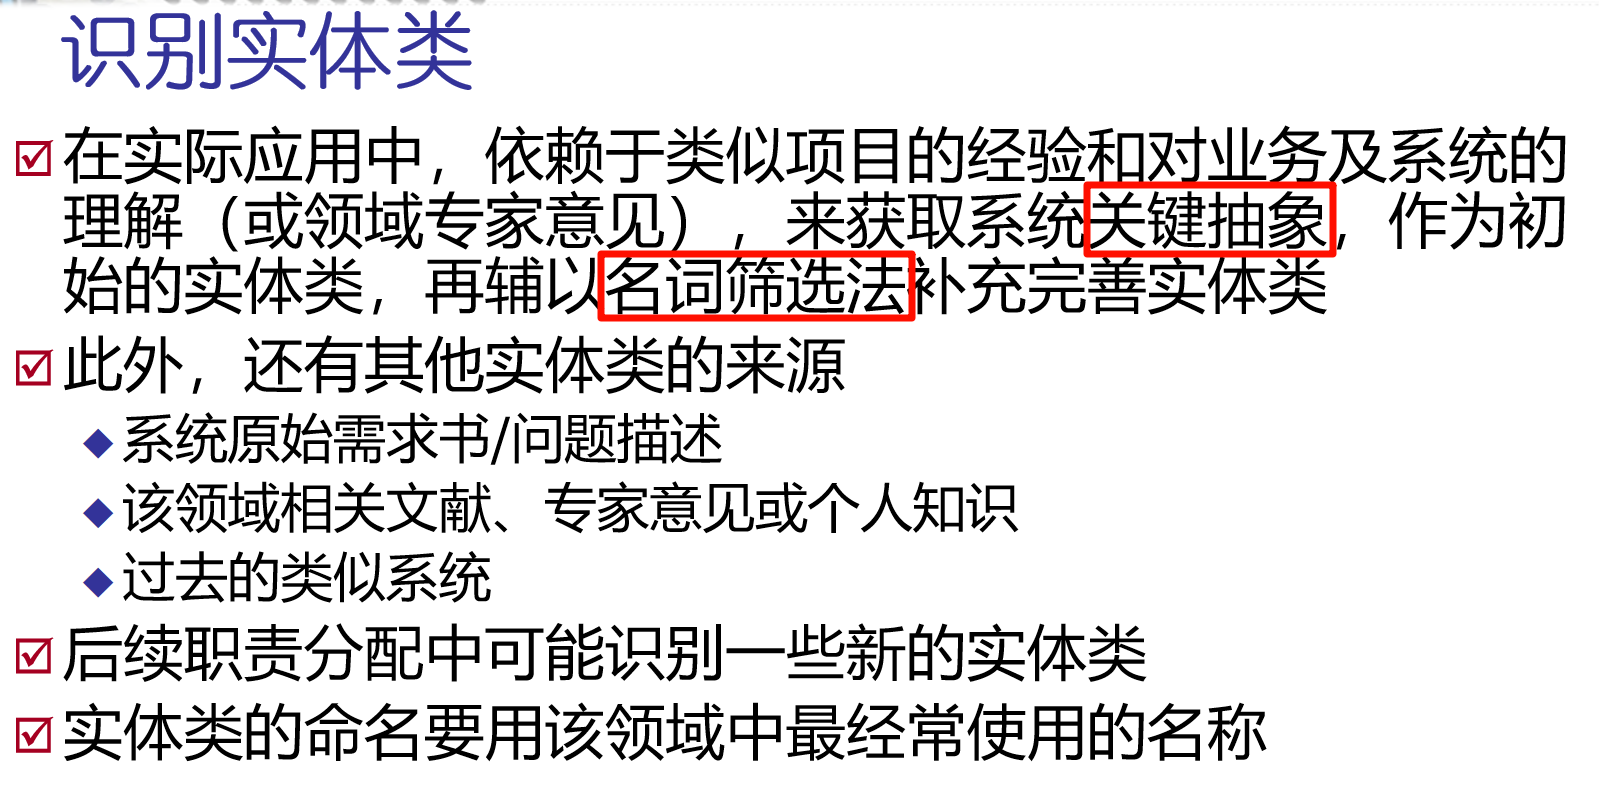 识别实体类
在实际应用中，依赖于类似项目的经验和对业务及系统的
理解（或领域专家意见），来获取系统关键抽象，作为初
始的实体类，再辅以名词筛选法补充完善实体类
此外，还有其他实体类的来源
系统原始需求书/问题描述
该领域相关文献、专家意见或个人知识
过去的类似系统
后续职责分配中可能识别一些新的实体类
实体类的命名要用该领域中最经常使用的名称